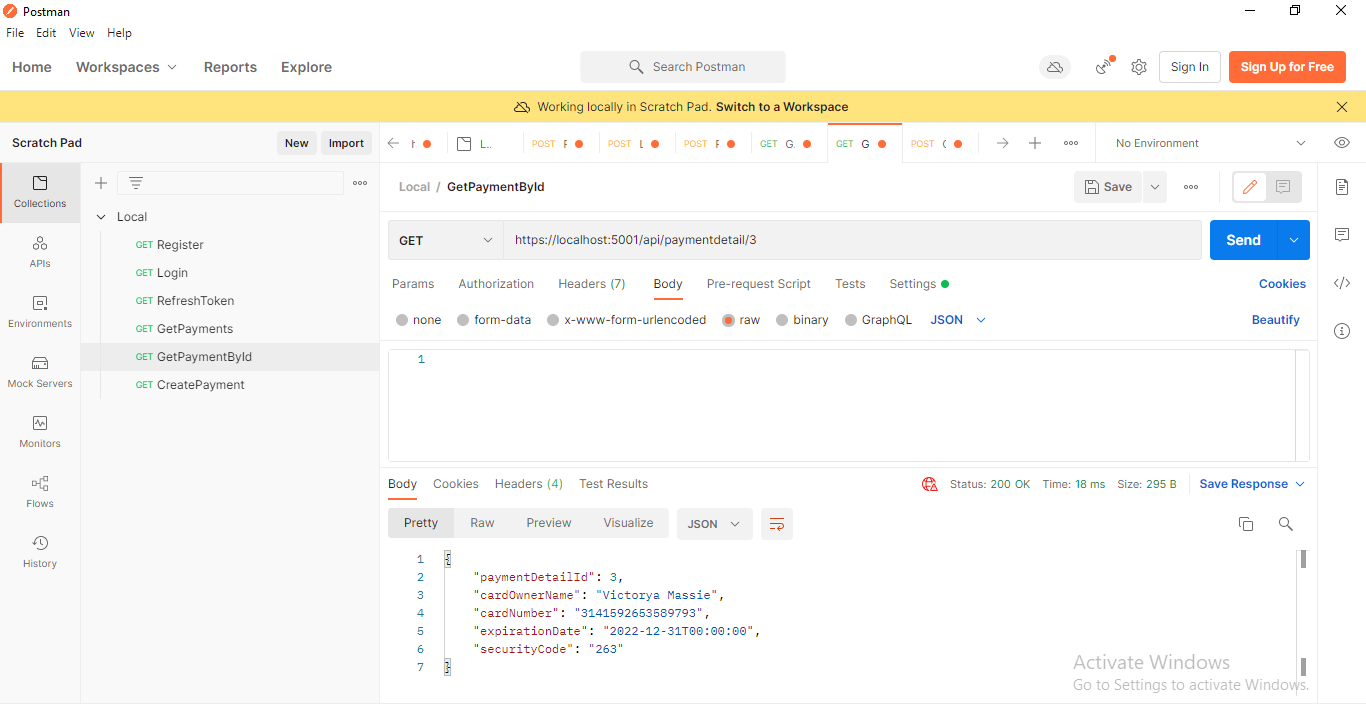 Postman
File Edit View Help
Home Workspaces Reports Explore Search Postman Sign In Sign Up for Free
Working locally in Scratch Pad. Switch to a Workspace
Scratch Pad New Import L.. POST F POST L POST F GET G. GET G POST No Environment
Collections
Local / GetPaymentById Save
Local
GET Register
GET Login
GET RefreshToken
GET GetPayments
GET GetPaymentById
GET CreatePayment
APIs
Environments
Mock Servers
Monitors
Flows
History
GET https://localhost:5001/api/paymentdetail/3 Send
Params Authorization Headers (7) Body Pre-request Script Tests Settings Cookies
none form-data x-www-form-urlencoded raw binary GraphQL JSON Beautify
1
Body Cookies Headers (4) Test Results Status: 200 OK Time: 18 ms Size: 295 B Save Response
Pretty Raw Preview Visualize JSON
1 {
2 "paymentDetailId": 3,
3 "cardOwnerName": "Victorya Massie",
4 "cardNumber": "3141592653589793",
5 "expirationDate": "2022-12-31T00:00:00",
6 "securityCode": "263"
7 }
Activate Windows
Go to Settings to activate Windows.